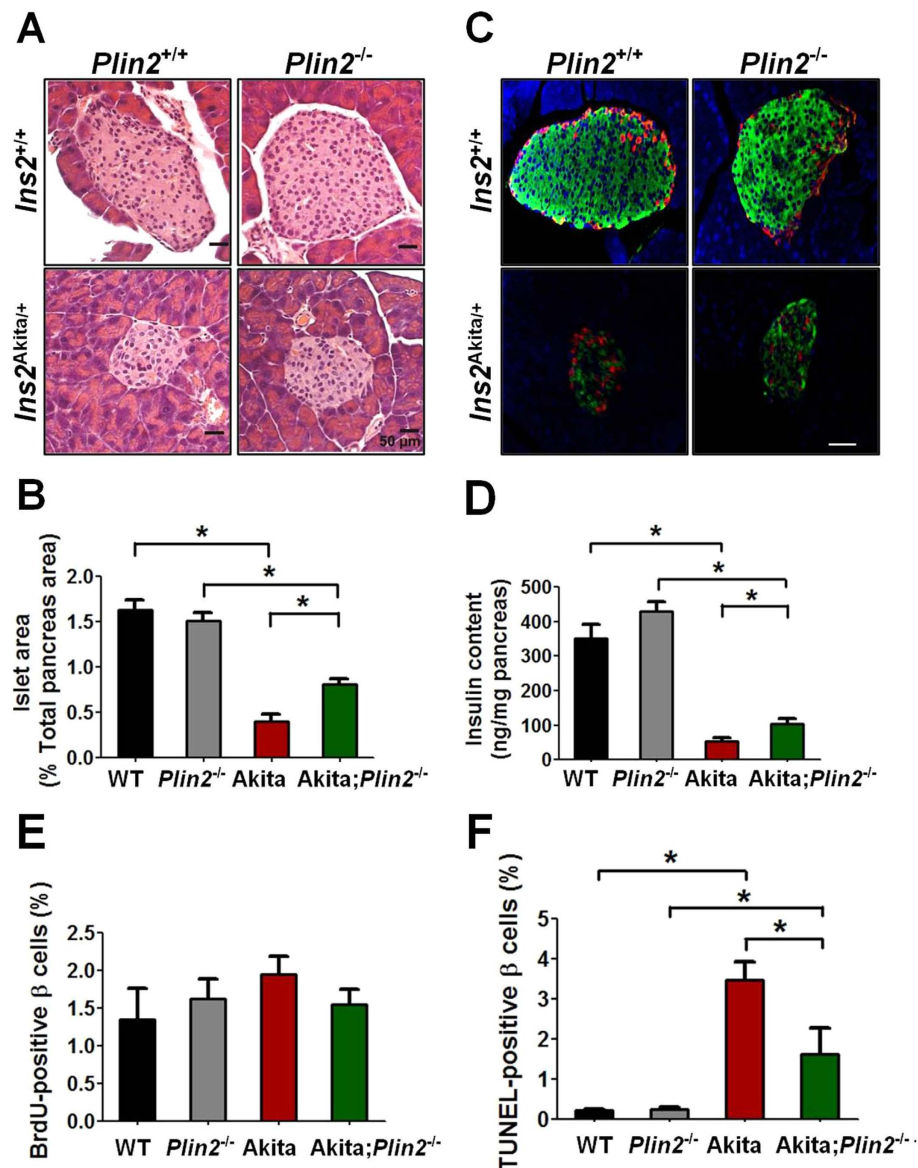 A
Plin2+/+ Plin2-/-
Ins2+/+
Ins2Akita/+
50 µm
C
Plin2+/+ Plin2-/-
Ins2+/+
Ins2Akita/+
B
Islet area
(% Total pancreas area)
2.0
1.5
1.0
0.5
0.0
* * *
WT Plin2-/- Akita Akita;Plin2-/-
D
Insulin content
(ng/mg pancreas)
500
400
300
200
100
0
* * *
WT Plin2-/- Akita Akita;Plin2-/-
E
BrdU-positive β cells (%)
2.5
2.0
1.5
1.0
0.5
0.0
WT Plin2-/- Akita Akita;Plin2-/-
F
TUNEL-positive β cells (%)
5
4
3
2
1
0
* * *
WT Plin2-/- Akita Akita;Plin2-/-